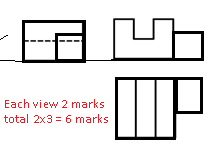 Each view 2 marks
total 2x3 = 6 marks